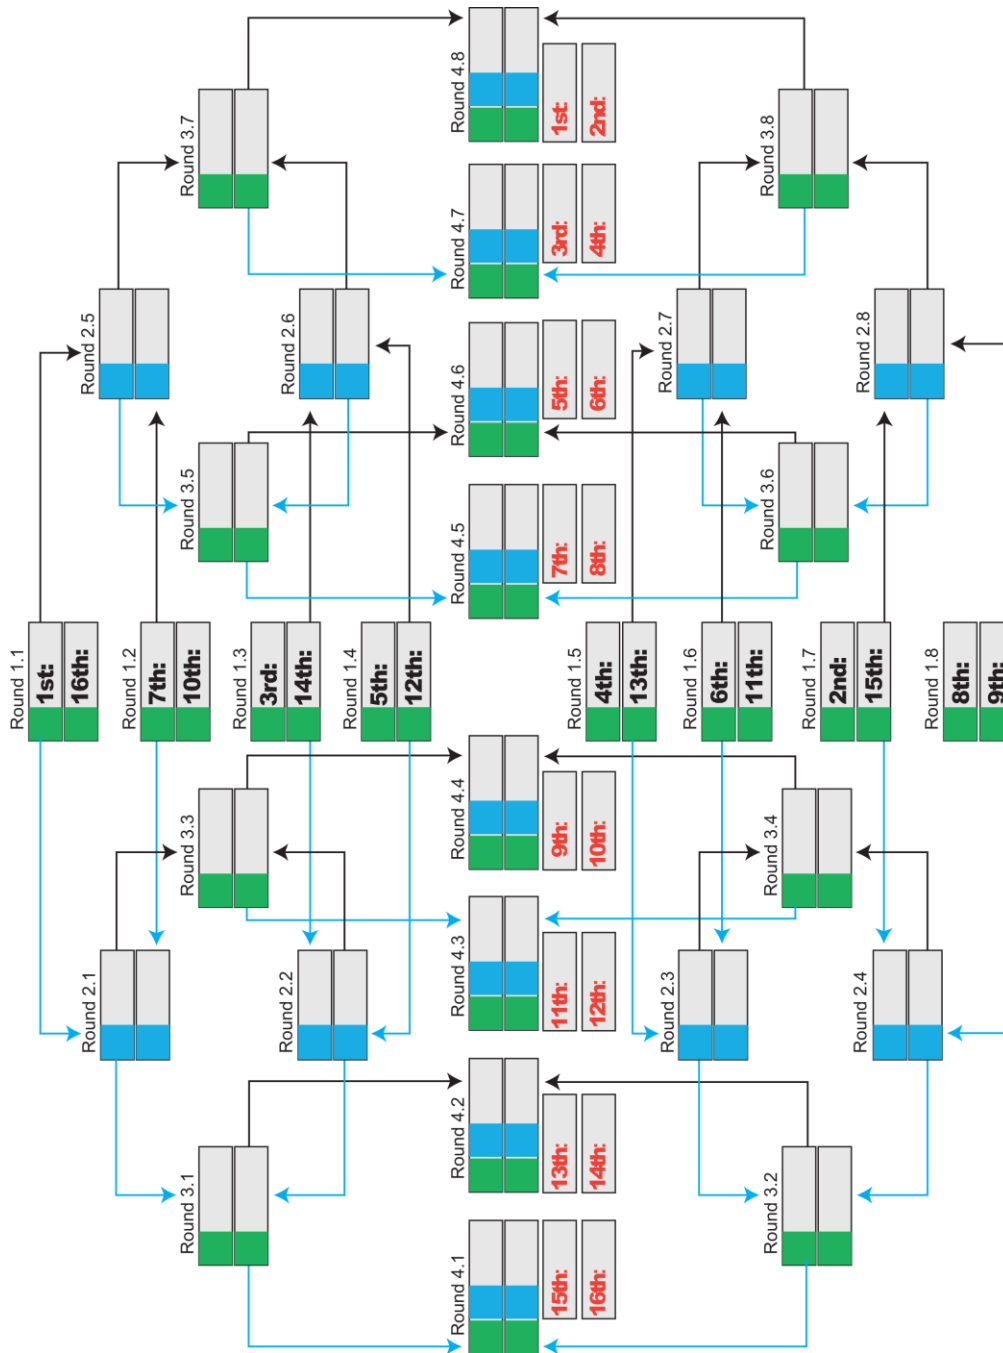 Round 1.1
1st:
16th:
Round 1.2
7th:
10th:
Round 1.3
3rd:
14th:
Round 1.4
5th:
12th:
Round 1.5
4th:
13th:
Round 1.6
6th:
11th:
Round 1.7
2nd:
15th:
Round 1.8
8th:
9th:
Round 2.1
Round 2.2
Round 2.3
Round 2.4
Round 2.5
Round 2.6
Round 2.7
Round 2.8
Round 3.1
Round 3.2
Round 3.3
Round 3.4
Round 3.5
Round 3.6
Round 3.7
Round 3.8
Round 4.1
15th:
16th:
Round 4.2
13th:
14th:
Round 4.3
11th:
12th:
Round 4.4
9th:
10th:
Round 4.5
7th:
8th:
Round 4.6
5th:
6th:
Round 4.7
3rd:
4th:
Round 4.8
1st:
2nd: